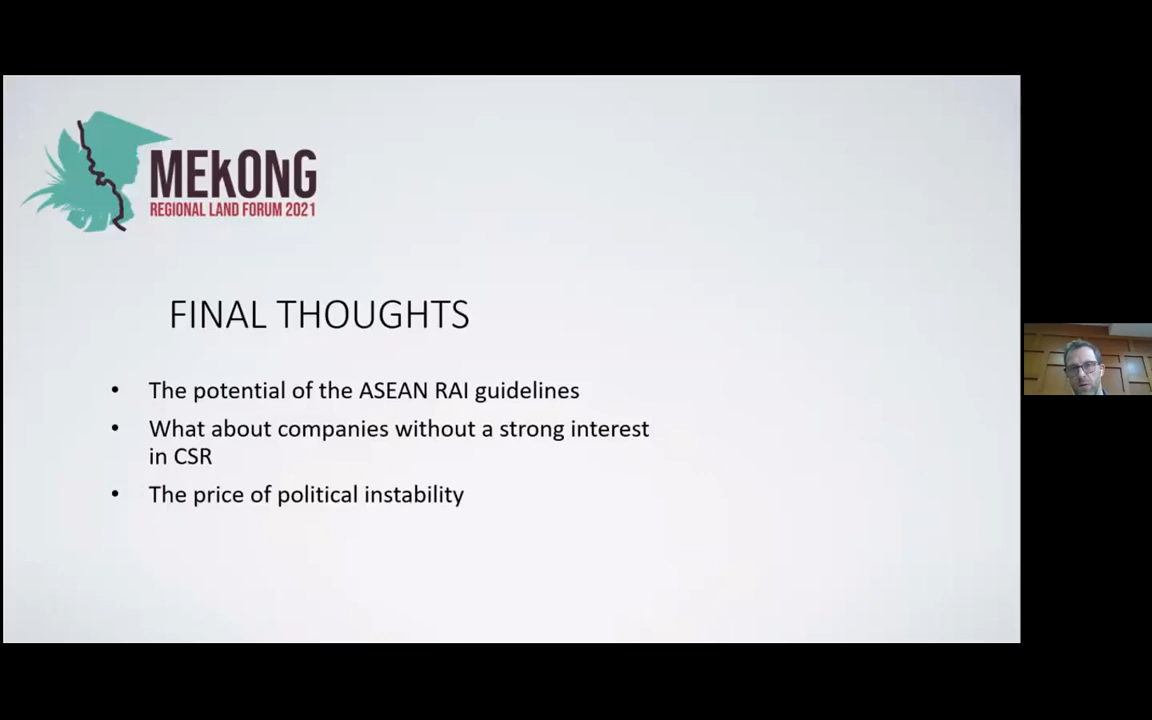 MEKONG
REGIONAL LAND FORUM 2021
FINAL THOUGHTS
• The potential of the ASEAN RAI guidelines
• What about companies without a strong interest
in CSR
• The price of political instability